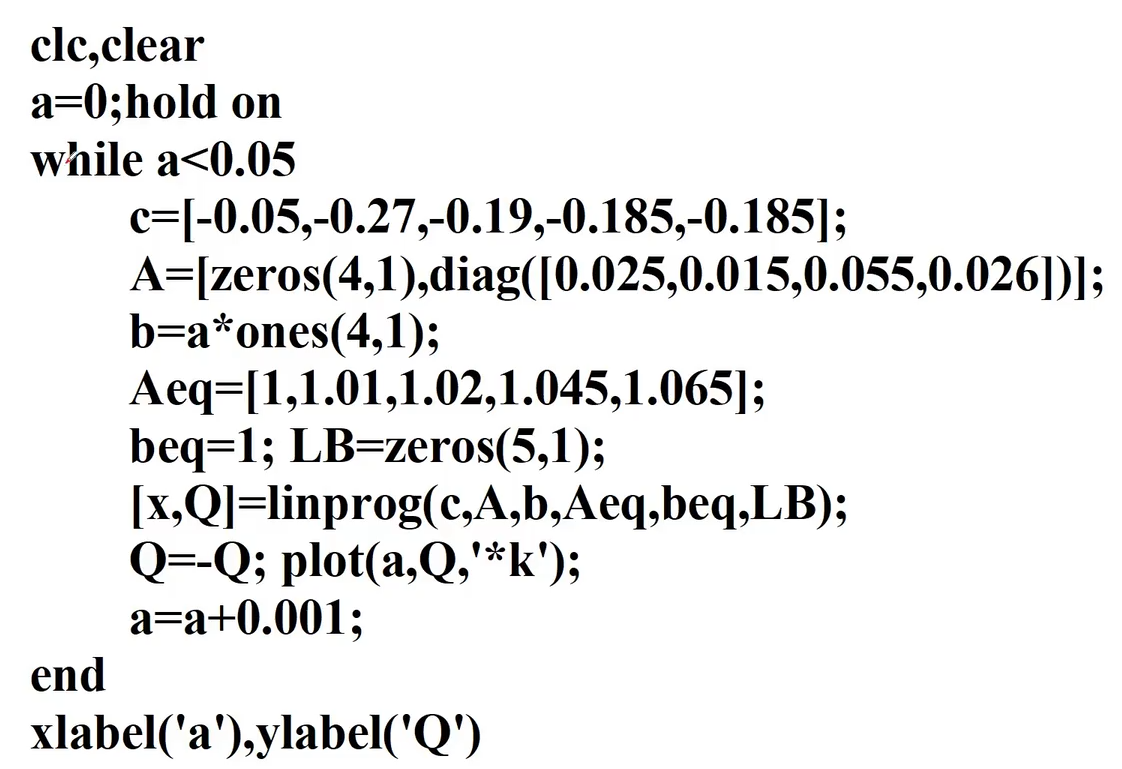 clc,clear
a=0;hold on
while a<0.05
c=[-0.05,-0.27,-0.19,-0.185,-0.185];
A=[zeros(4,1),diag([0.025,0.015,0.055,0.026])];
b=a*ones(4,1);
Aeq=[1,1.01,1.02,1.045,1.065];
beq=1; LB=zeros(5,1);
[x,Q]=linprog(c,A,b,Aeq,beq,LB);
Q=-Q; plot(a,Q,'*k');
a=a+0.001;
end
xlabel('a'),ylabel('Q')